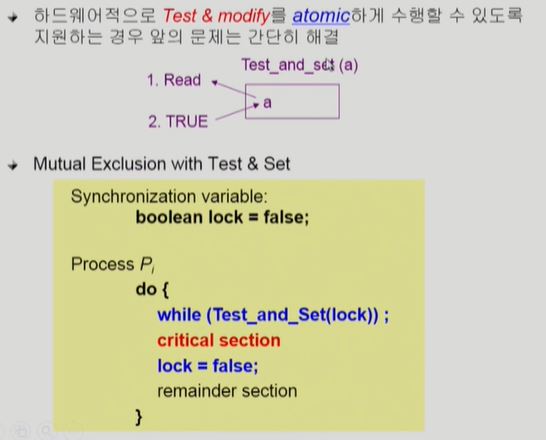 하드웨어적으로 Test & modify를 atomic하게 수행할 수 있도록
지원하는 경우 앞의 문제는 간단히 해결
Test_and_set (a)
1. Read
a
2. TRUE
Mutual Exclusion with Test & Set
Synchronization variable:
boolean lock = false;
Process Pi
do {
while (Test_and_Set(lock)) ;
critical section
lock = false;
remainder section
}